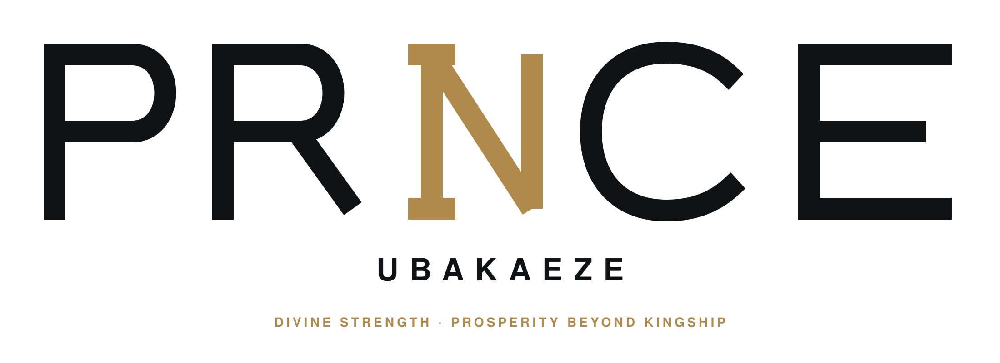 PRINCE
UBAKAEZE
DIVINE STRENGTH · PROSPERITY BEYOND KINGSHIP